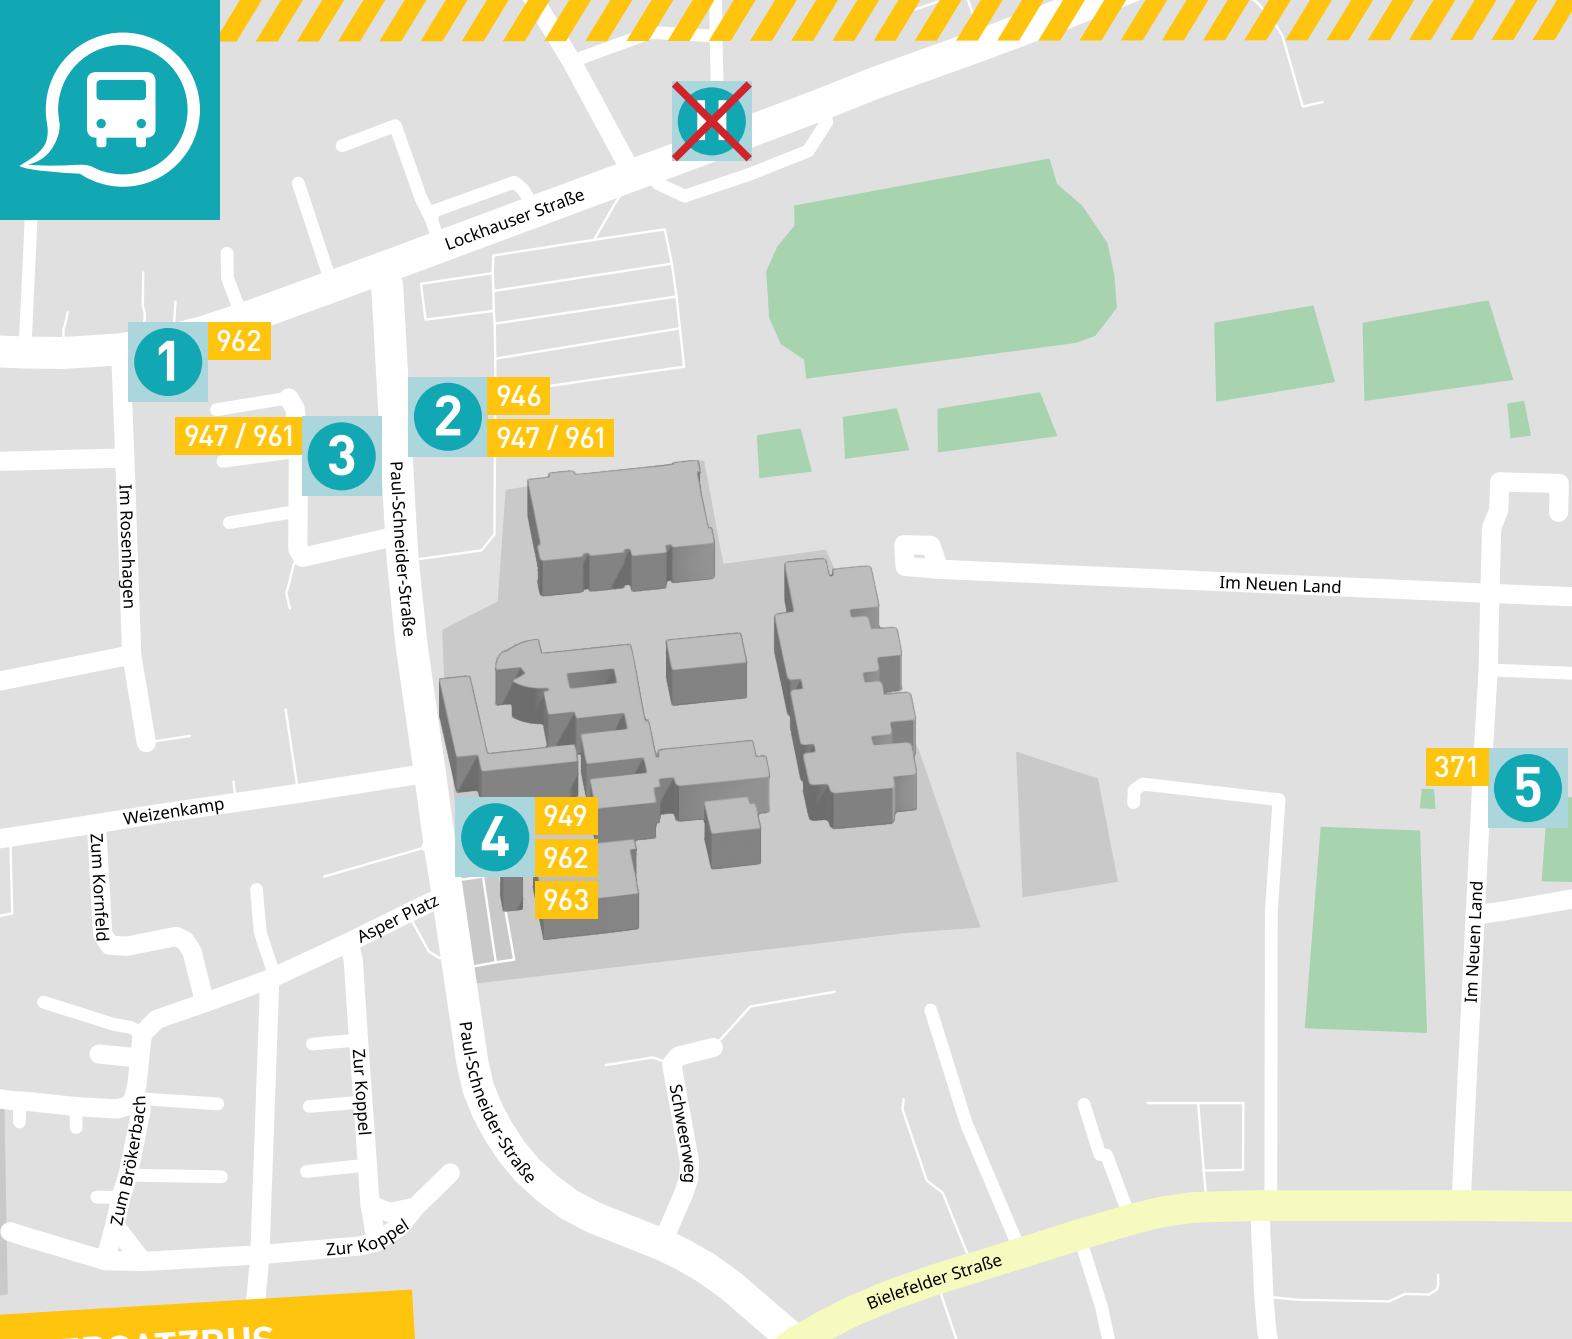 H
Lockhauser Straße
1
962
2
946
947 / 961
947 / 961
3
Im Rosenhagen
Paul-Schneider-Straße
Im Neuen Land
371
5
Weizenkamp
4
949
962
963
Zum Kornfeld
Asper Platz
Im Neuen Land
Paul-Schneider-Straße
Zur Koppel
Schweerweg
Zum Brökerbach
Zur Koppel
Bielefelder Straße